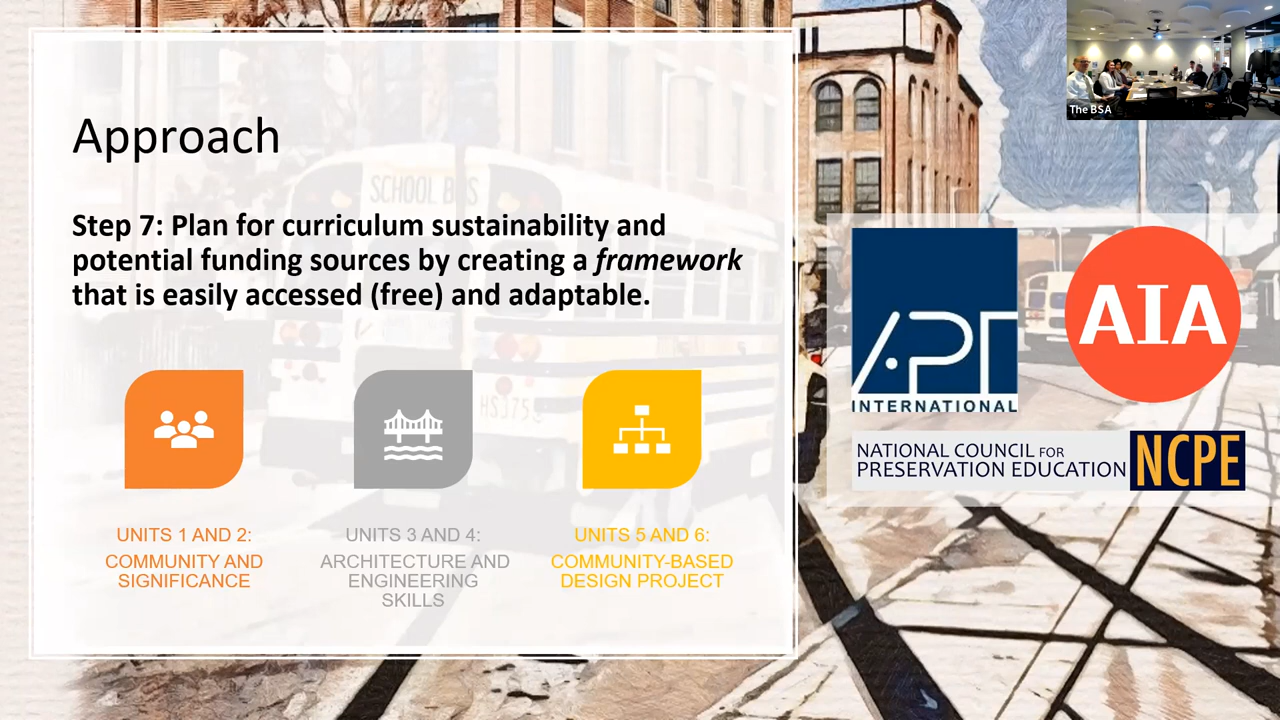 The BSA
Approach
SCHOOL BUS
Step 7: Plan for curriculum sustainability and
potential funding sources by creating a framework
that is easily accessed (free) and adaptable.
UNITS 1 AND 2:
COMMUNITY AND
SIGNIFICANCE
UNITS 3 AND 4:
ARCHITECTURE AND
ENGINEERING
SKILLS
UNITS 5 AND 6:
COMMUNITY-BASED
DESIGN PROJECT
APT
INTERNATIONAL
AIA
NATIONAL COUNCIL FOR
PRESERVATION EDUCATION
NCPE